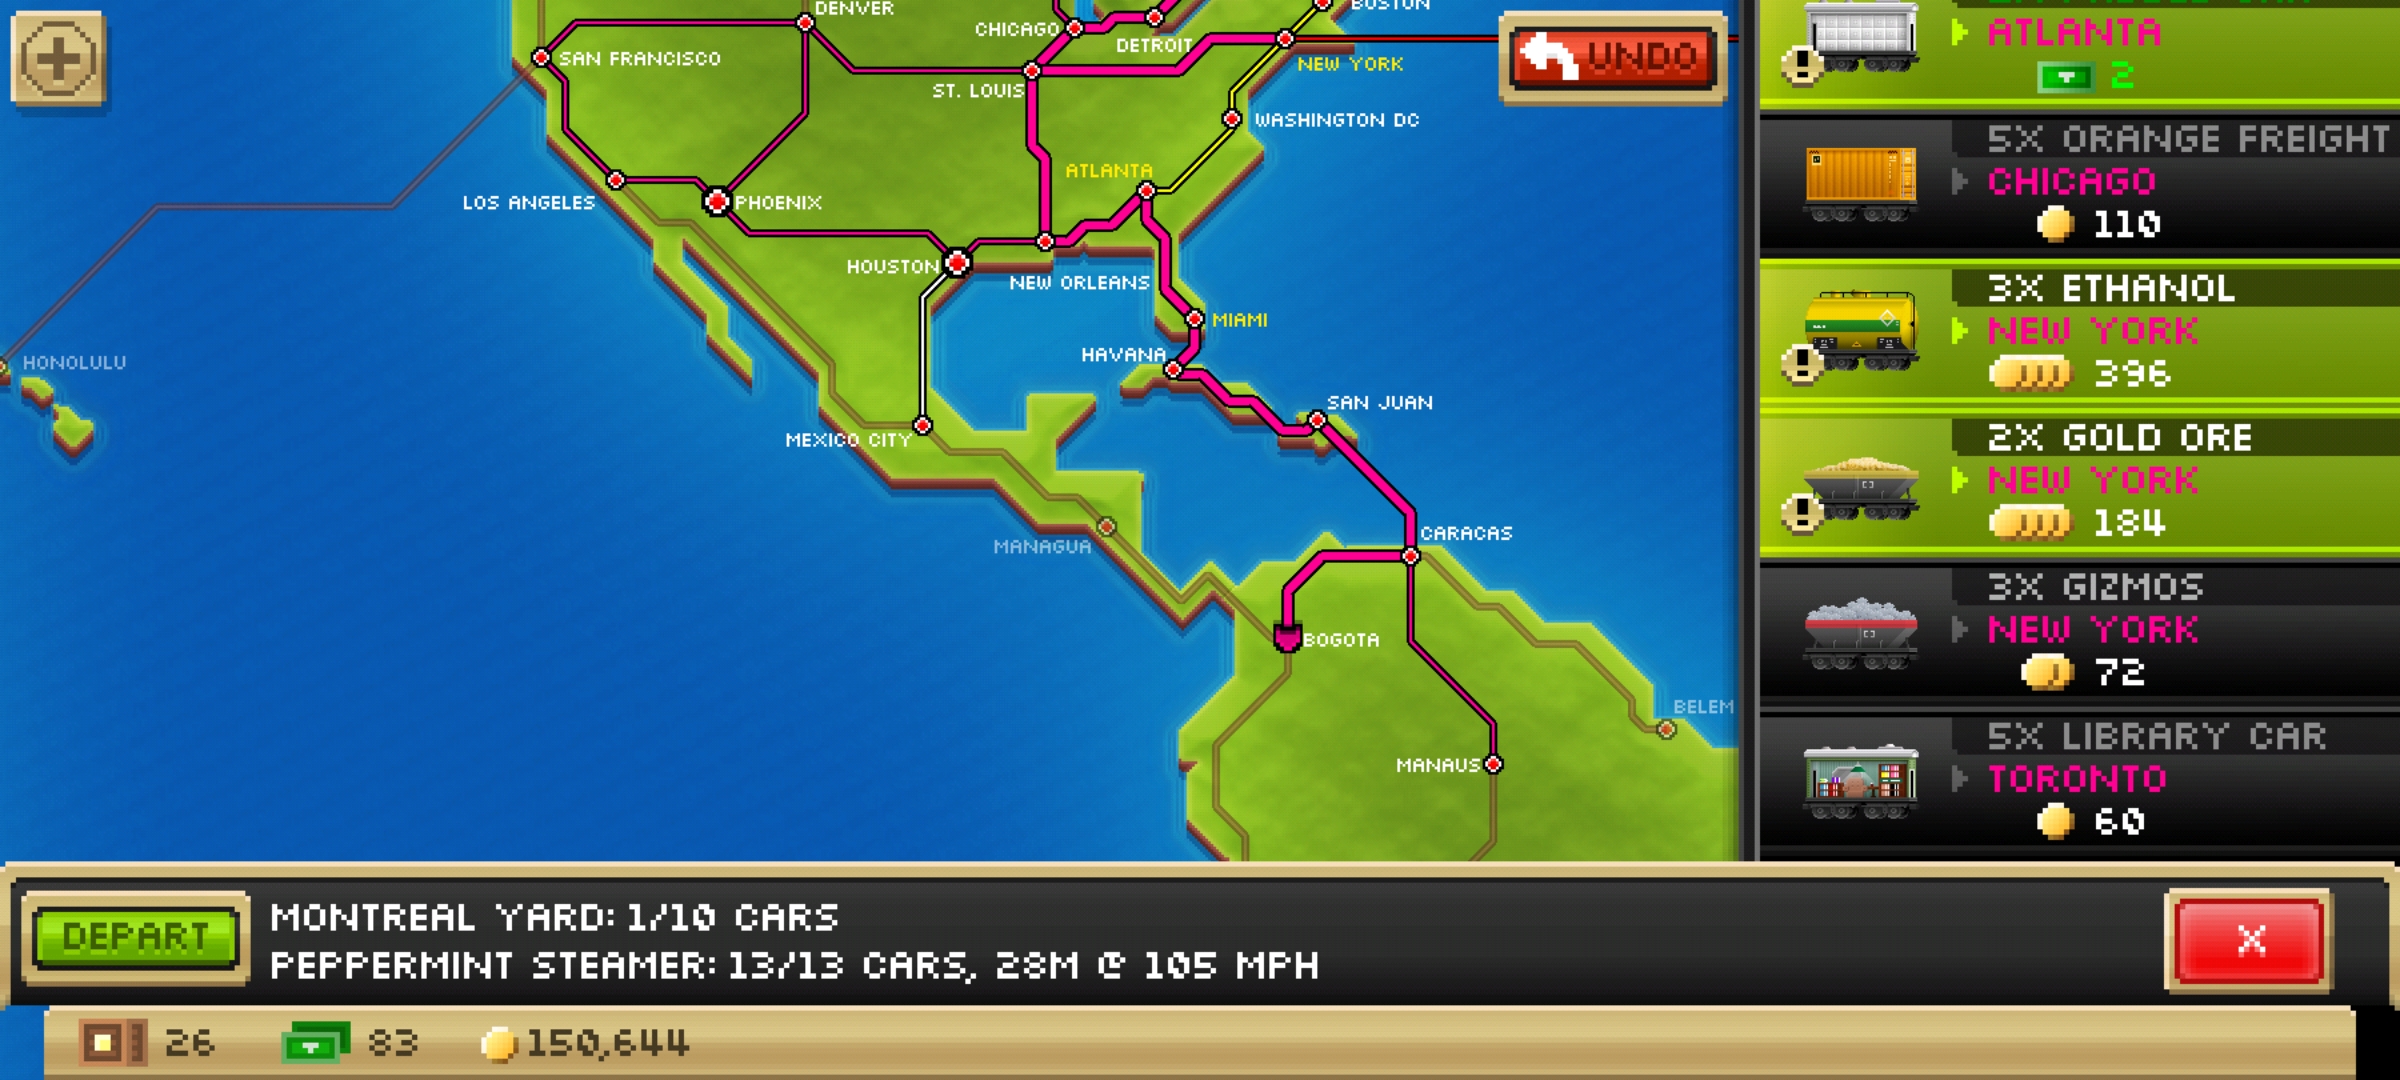 DENVER
BOSTON
CHICAGO
DETROIT
SAN FRANCISCO
NEW YORK
ST. LOUIS
WASHINGTON DC
ATLANTA
LOS ANGELES
PHOENIX
HOUSTON
NEW ORLEANS
MIAMI
HAVANA
HONOLULU
SAN JUAN
MEXICO CITY
CARACAS
MANAGUA
BOGOTA
BELEM
MANAUS
UNDO
ATLANTA
2
5X ORANGE FREIGHT
CHICAGO
110
3X ETHANOL
NEW YORK
396
2X GOLD ORE
NEW YORK
184
3X GIZMOS
NEW YORK
72
5X LIBRARY CAR
TORONTO
60
DEPART
MONTREAL YARD: 1/10 CARS
PEPPERMINT STEAMER: 13/13 CARS, 28M @ 105 MPH
X
26
83
150,644